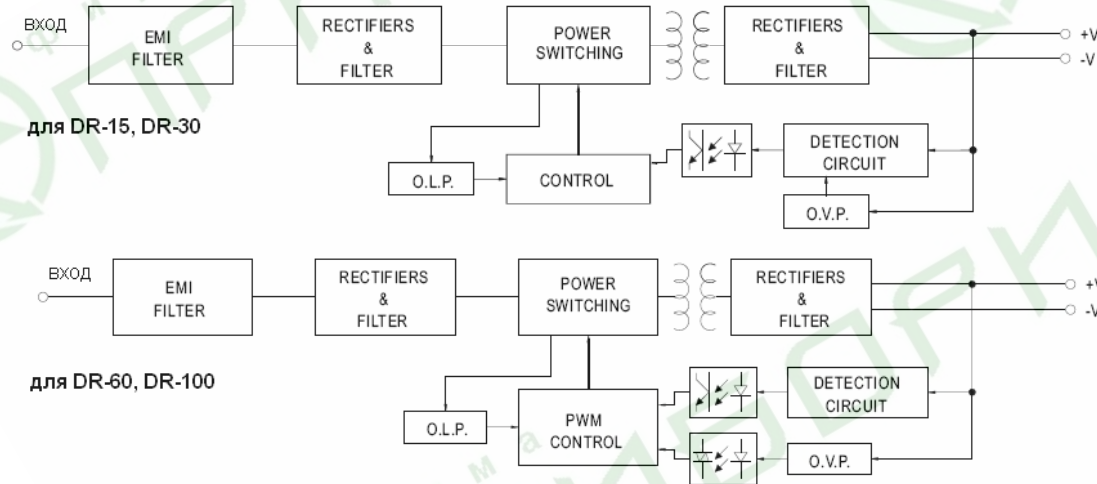 ВХОД
EMI
FILTER
RECTIFIERS
&
FILTER
POWER
SWITCHING
RECTIFIERS
&
FILTER
+V
-V
для DR-15, DR-30
O.L.P.
CONTROL
DETECTION
CIRCUIT
O.V.P.
ВХОД
EMI
FILTER
RECTIFIERS
&
FILTER
POWER
SWITCHING
RECTIFIERS
&
FILTER
+V
-V
для DR-60, DR-100
O.L.P.
PWM
CONTROL
DETECTION
CIRCUIT
O.V.P.